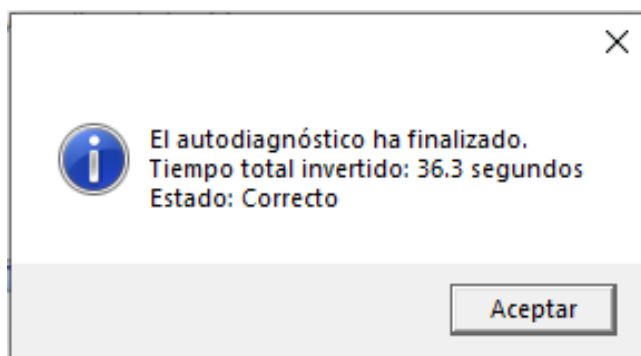 El autodiagnóstico ha finalizado.
Tiempo total invertido: 36.3 segundos
Estado: Correcto
Aceptar